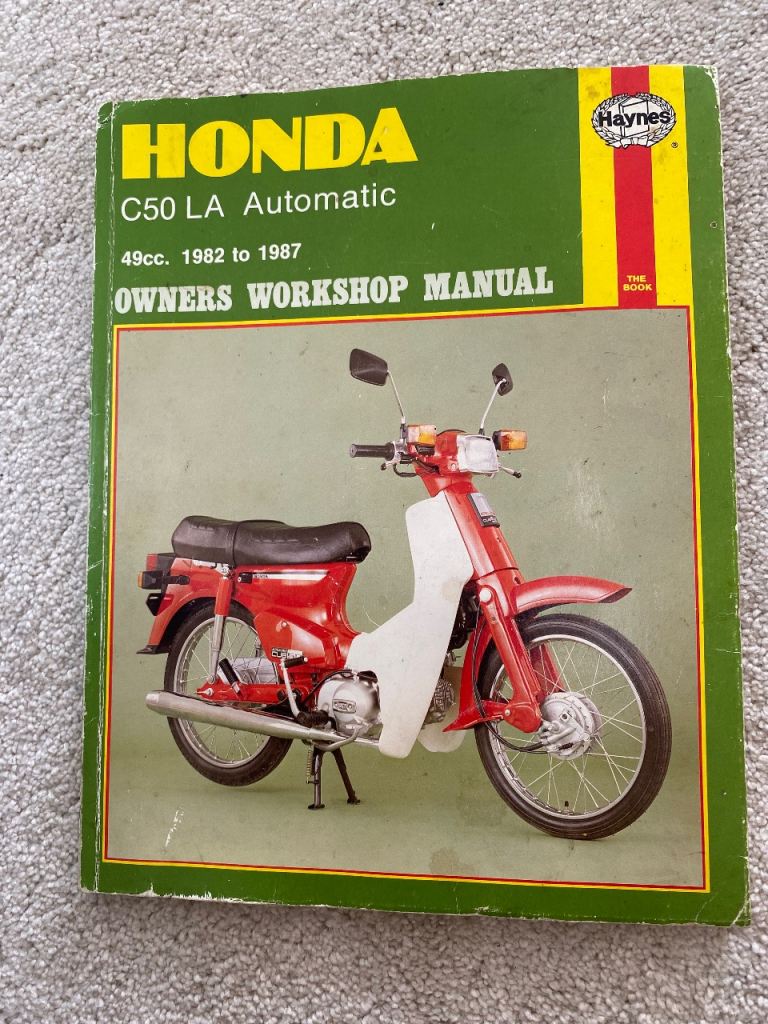 HONDA
Haynes
®
C50 LA Automatic
49cc. 1982 to 1987
THE
BOOK
OWNERS WORKSHOP MANUAL